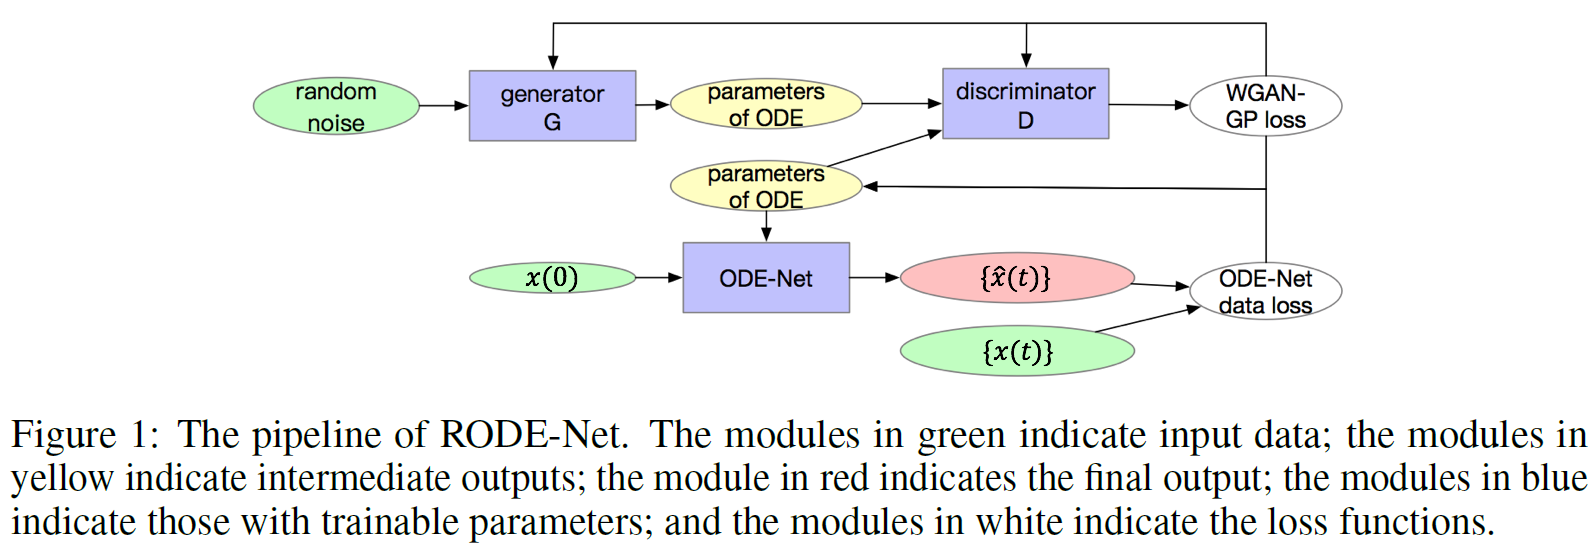 random
noise
generator
G
parameters
of ODE
discriminator
D
WGAN-
GP loss
parameters
of ODE
x(0)
ODE-Net
{x̂(t)}
ODE-Net
data loss
{x(t)}
Figure 1: The pipeline of RODE-Net. The modules in green indicate input data; the modules in
yellow indicate intermediate outputs; the module in red indicates the final output; the modules in blue
indicate those with trainable parameters; and the modules in white indicate the loss functions.